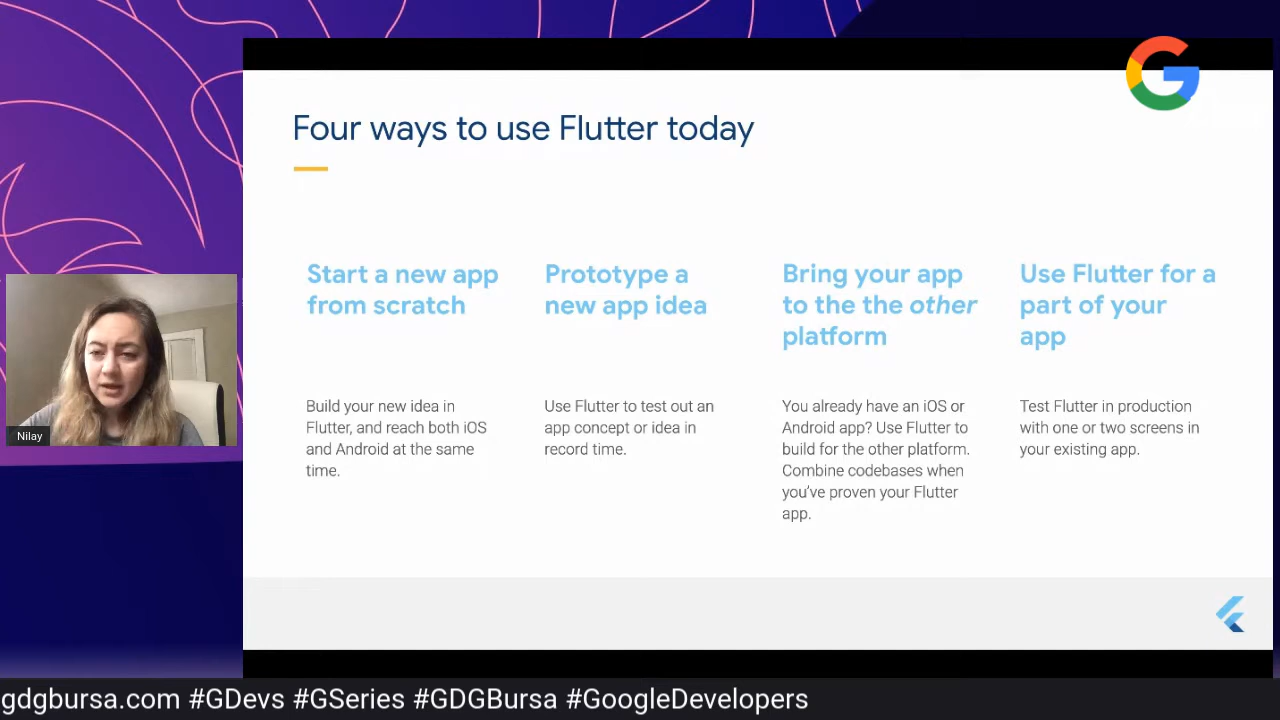 Four ways to use Flutter today
Start a new app
from scratch
Build your new idea in
Flutter, and reach both iOS
and Android at the same
time.
Prototype a
new app idea
Use Flutter to test out an
app concept or idea in
record time.
Bring your app
to the the other
platform
You already have an iOS or
Android app? Use Flutter to
build for the other platform.
Combine codebases when
you've proven your Flutter
app.
Use Flutter for a
part of your
app
Test Flutter in production
with one or two screens in
your existing app.
Nilay
gdgbursa.com #GDevs #GSeries #GDGBursa #GoogleDevelopers